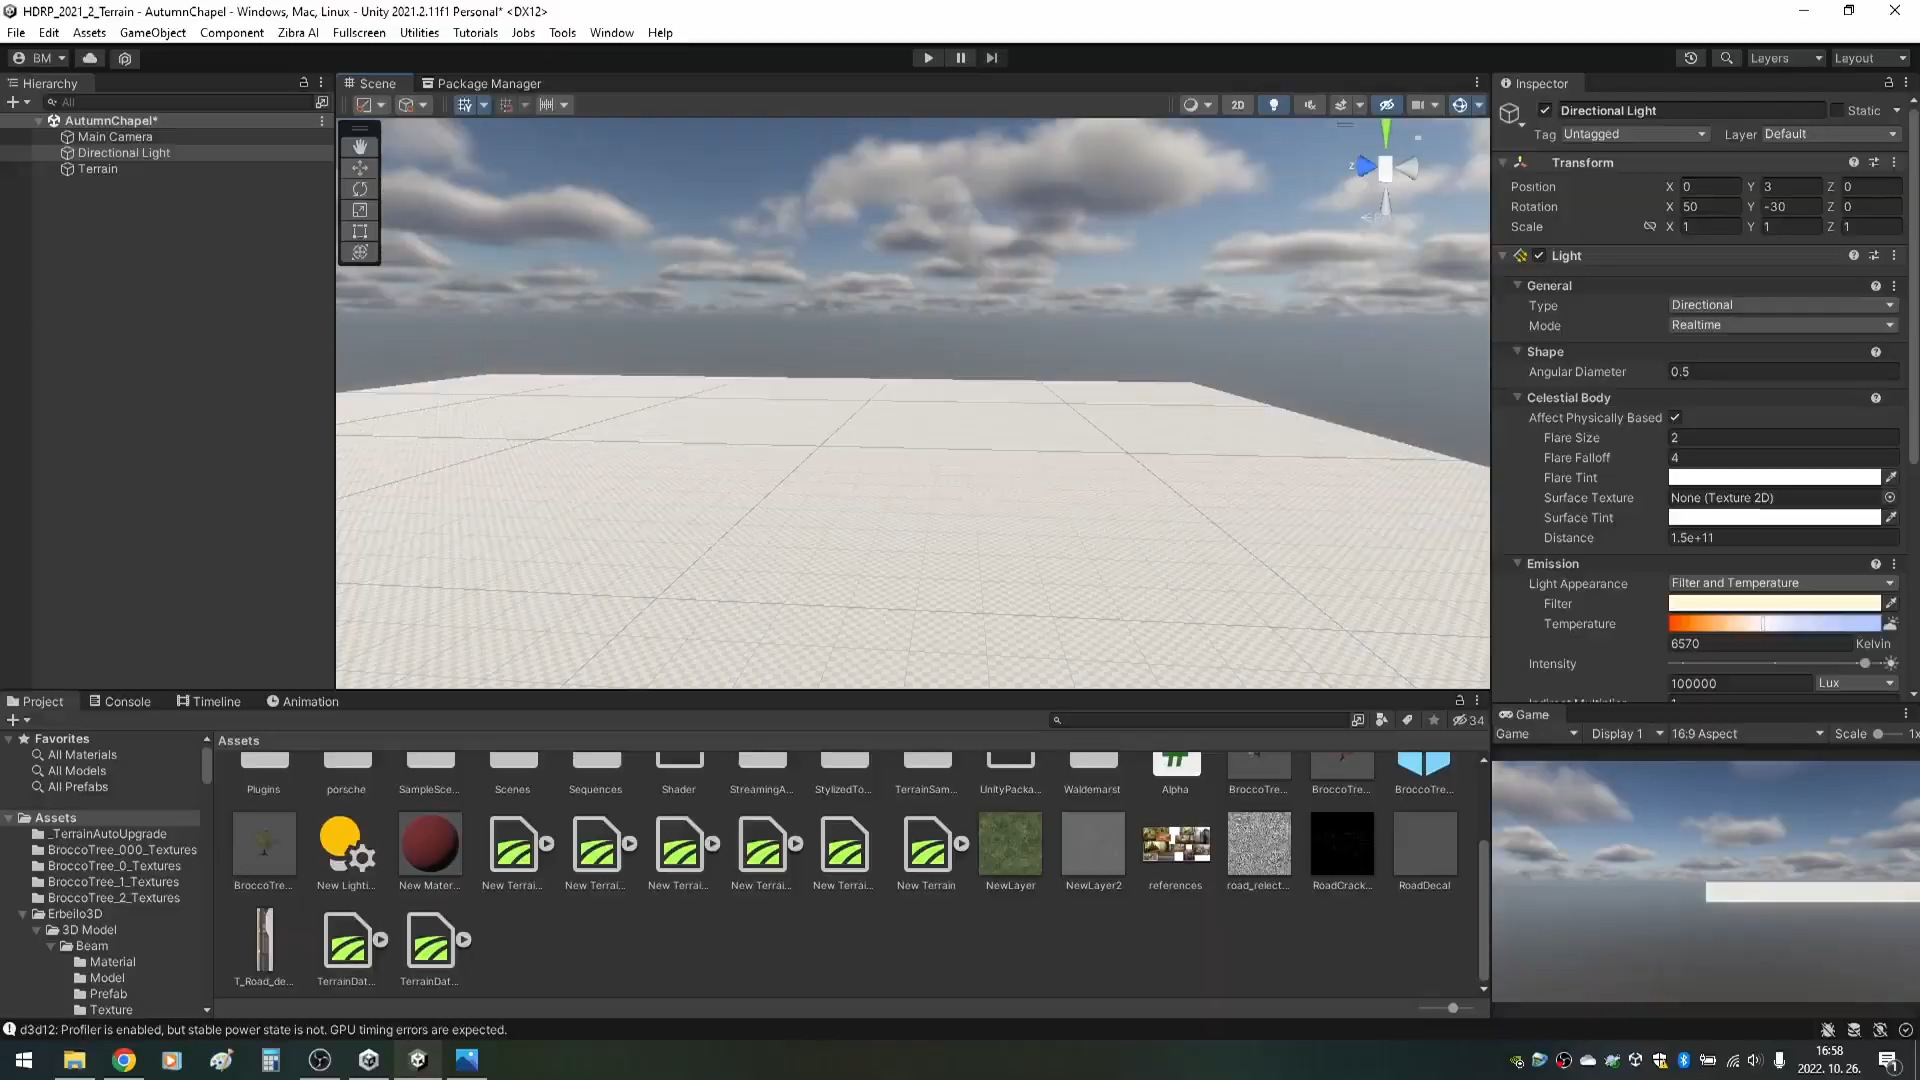 HDRP_2021_2_Terrain - AutumnChapel - Windows, Mac, Linux - Unity 2021.2.11f1 Personal* <DX12>
File Edit Assets GameObject Component Zibra AI Fullscreen Utilities Tutorials Jobs Tools Window Help
BM Layers Layout
Hierarchy
All
AutumnChapel*
Main Camera
Directional Light
Terrain
Scene Package Manager
2D
z
Inspector
Directional Light Static
Tag Untagged Layer Default
Transform
Position X 0 Y 3 Z 0
Rotation X 50 Y -30 Z 0
Scale X 1 Y 1 Z 1
Light
General
Type Directional
Mode Realtime
Shape
Angular Diameter 0.5
Celestial Body
Affect Physically Based
Flare Size 2
Flare Falloff 4
Flare Tint
Surface Texture None (Texture 2D)
Surface Tint
Distance 1.5e+11
Emission
Light Appearance Filter and Temperature
Filter
Temperature
6570 Kelvin
Intensity
100000 Lux
Game
Game Display 1 16:9 Aspect Scale 1x
Project Console Timeline Animation
34
Favorites
All Materials
All Models
All Prefabs
Assets
_TerrainAutoUpgrade
BroccoTree_000_Textures
BroccoTree_0_Textures
BroccoTree_1_Textures
BroccoTree_2_Textures
Erbeilo3D
3D Model
Beam
Material
Model
Prefab
Texture
Assets
Plugins porsche SampleSce... Scenes Sequences Shader StreamingA... StylizedTo... TerrainSam... UnityPacka... Waldemarst Alpha BroccoTre... BroccoTre... BroccoTre...
BroccoTre... New Lighti... New Mater... New Terrai... New Terrai... New Terrai... New Terrai... New Terrai... New Terrain NewLayer NewLayer2 references road_relect... RoadCrack... RoadDecal
T_Road_de... TerrainDat... TerrainDat...
d3d12: Profiler is enabled, but stable power state is not. GPU timing errors are expected.
16:58
2022. 10. 26.
1